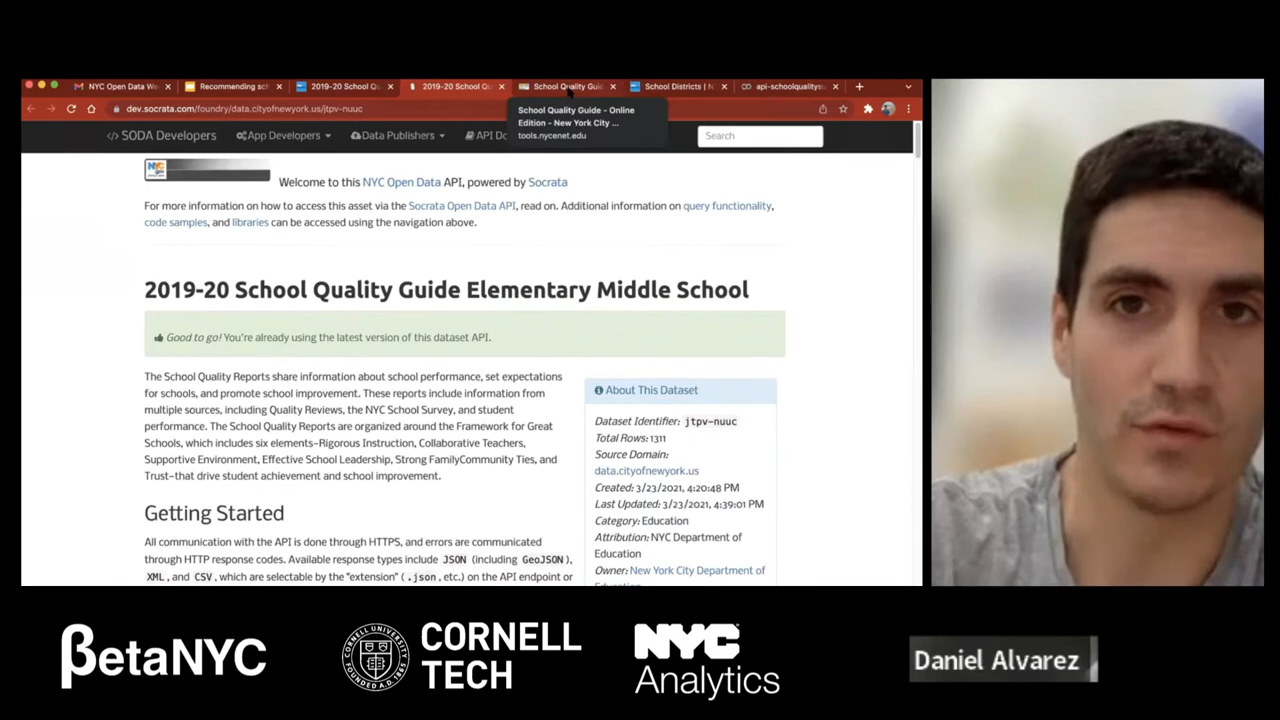 NYC Open Data We
Recommending sch
2019-20 School Qu
2019-20 School Qu
School Quality Guid
School Districts | N
api-schoolqualitysu
dev.socrata.com/foundry/data.cityofnewyork.us/jtpv-nuuc
School Quality Guide - Online
Edition - New York City ...
tools.nycenet.edu
</> SODA Developers
App Developers
Data Publishers
API Do
Search
NYC
Welcome to this NYC Open Data API, powered by Socrata
For more information on how to access this asset via the Socrata Open Data API, read on. Additional information on query functionality,
code samples, and libraries can be accessed using the navigation above.
2019-20 School Quality Guide Elementary Middle School
Good to go! You're already using the latest version of this dataset API.
The School Quality Reports share information about school performance, set expectations
for schools, and promote school improvement. These reports include information from
multiple sources, including Quality Reviews, the NYC School Survey, and student
performance. The School Quality Reports are organized around the Framework for Great
Schools, which includes six elements–Rigorous Instruction, Collaborative Teachers,
Supportive Environment, Effective School Leadership, Strong FamilyCommunity Ties, and
Trust–that drive student achievement and school improvement.
Getting Started
All communication with the API is done through HTTPS, and errors are communicated
through HTTP response codes. Available response types include JSON (including GeoJSON),
XML, and CSV, which are selectable by the "extension" (.json, etc.) on the API endpoint or
About This Dataset
Dataset Identifier: jtpv-nuuc
Total Rows: 1311
Source Domain:
data.cityofnewyork.us
Created: 3/23/2021, 4:20:48 PM
Last Updated: 3/23/2021, 4:39:01 PM
Category: Education
Attribution: NYC Department of
Education
Owner: New York City Department of
βetaNYC
CORNELL
TECH
NYC
Analytics
Daniel Alvarez